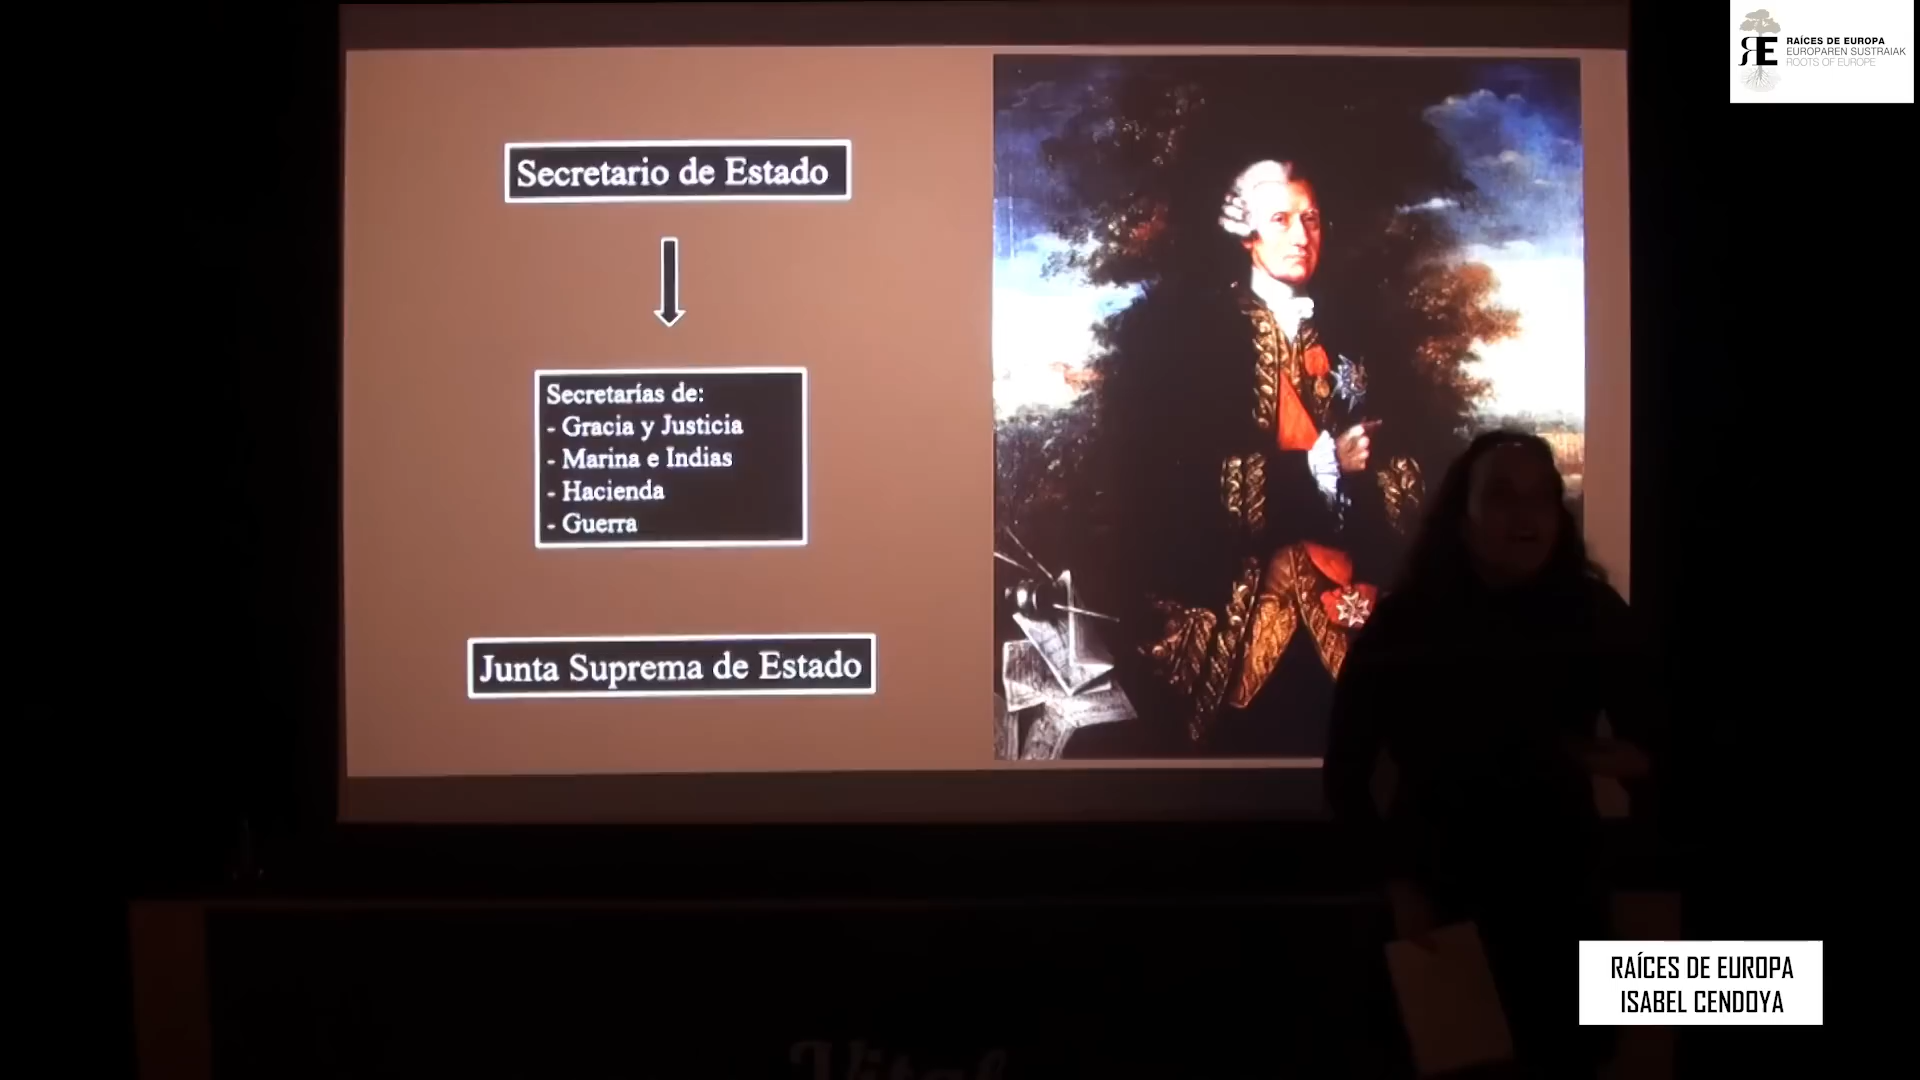 Secretario de Estado
Secretarías de:
- Gracia y Justicia
- Marina e Indias
- Hacienda
- Guerra
Junta Suprema de Estado
RE
RAÍCES DE EUROPA
EUROPAREN SUSTRAIAK
ROOTS OF EUROPE
RAÍCES DE EUROPA
ISABEL CENDOYA